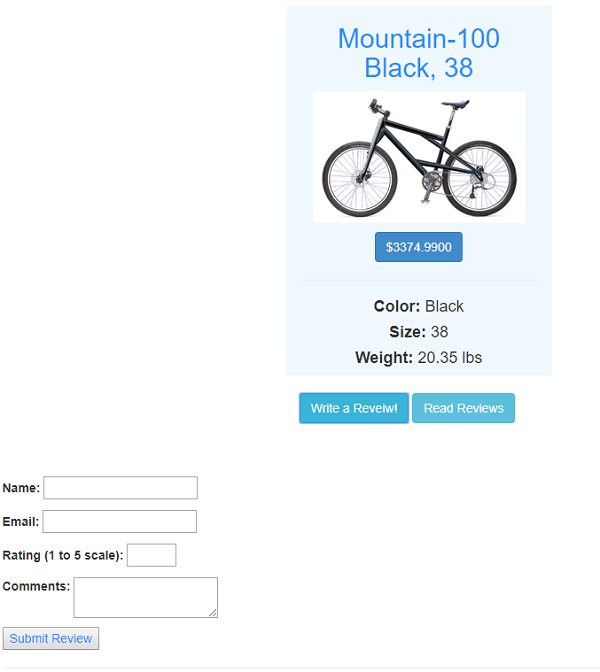 Mountain-100
Black, 38
$3374.9900
Color: Black
Size: 38
Weight: 20.35 lbs
Write a Reveiw! Read Reviews
Name:
Email:
Rating (1 to 5 scale):
Comments:
Submit Review